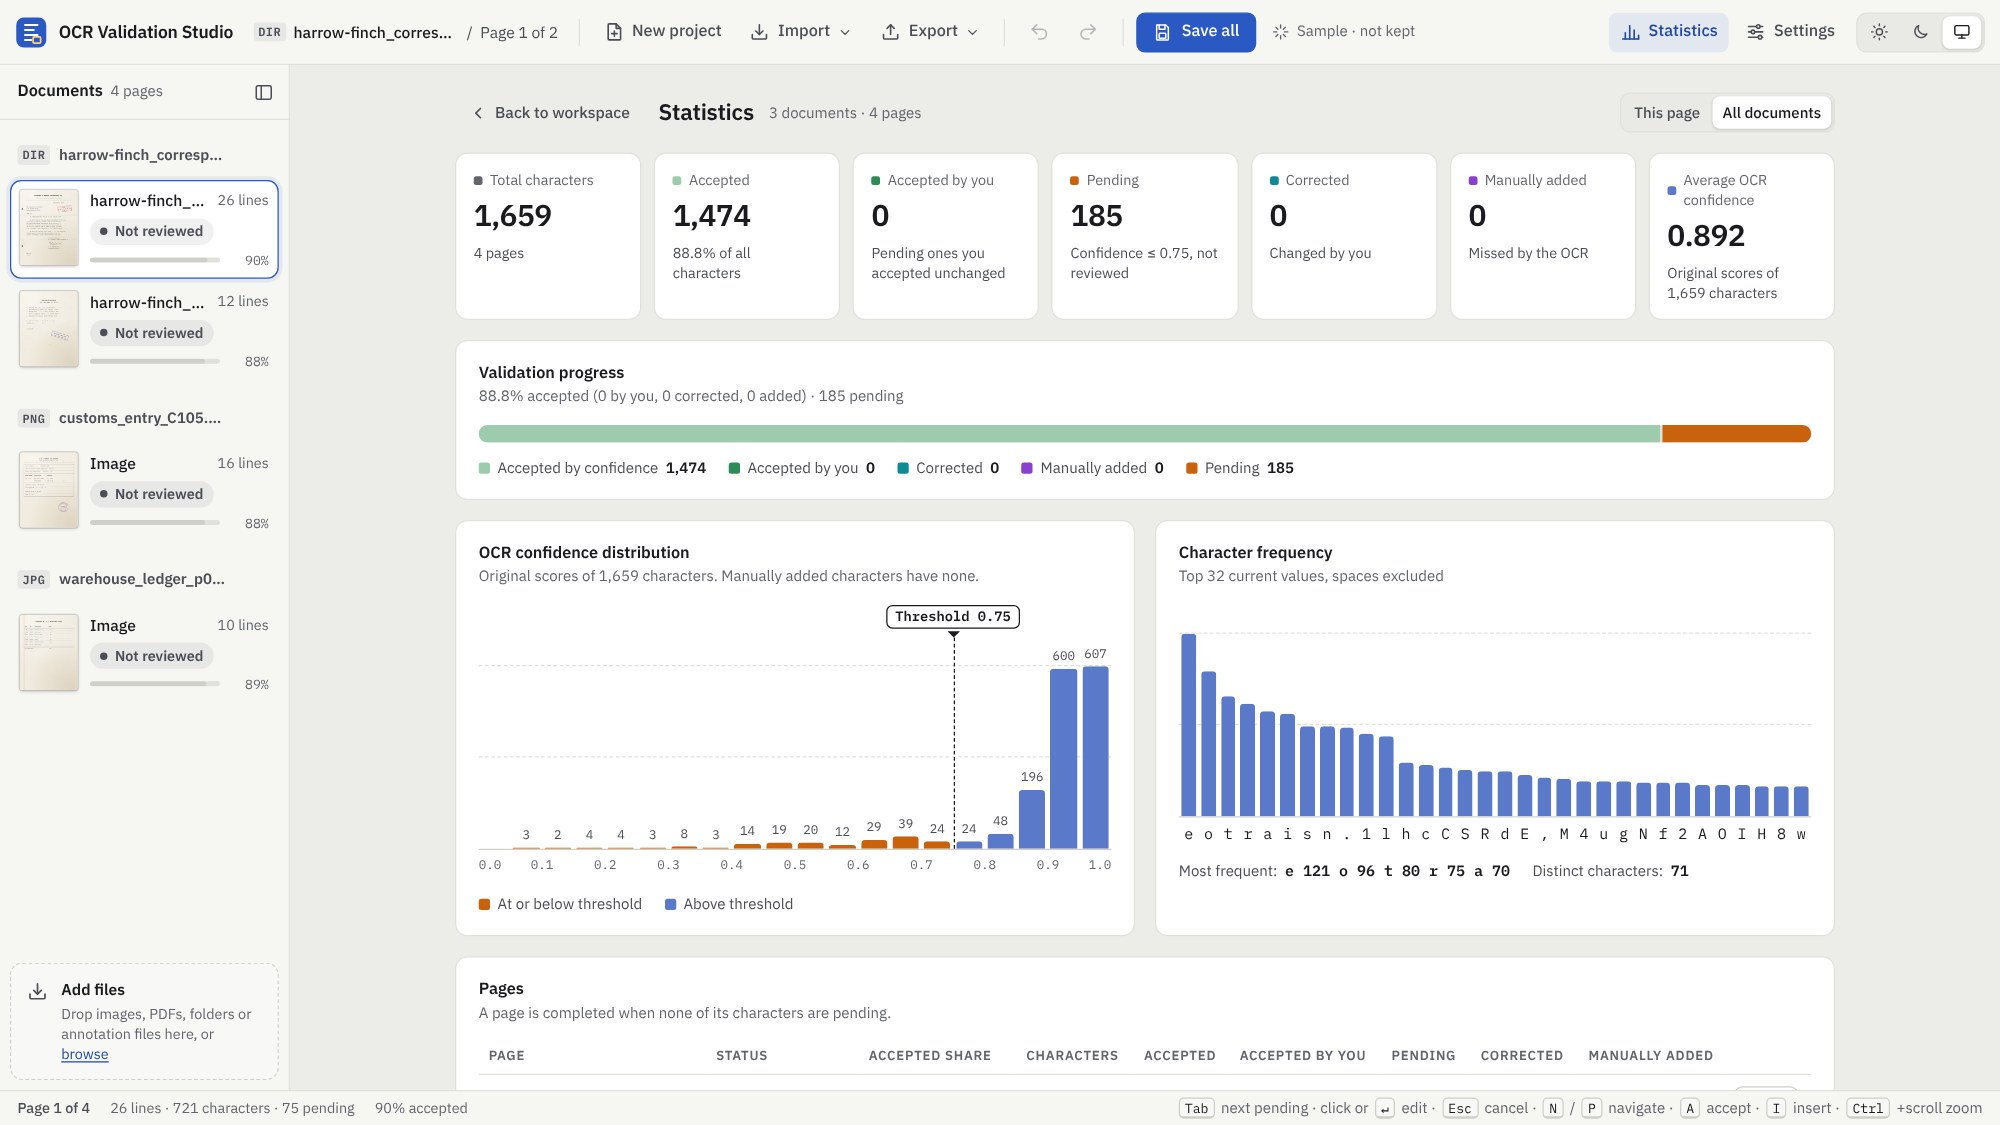 OCR Validation Studio DIR harrow-finch_corres... / Page 1 of 2 New project Import Export Save all Sample · not kept Statistics Settings
Documents 4 pages
DIR harrow-finch_corresp...
harrow-finch_... 26 lines
Not reviewed
90%
harrow-finch_... 12 lines
Not reviewed
88%
PNG customs_entry_C105....
Image 16 lines
Not reviewed
88%
JPG warehouse_ledger_p0...
Image 10 lines
Not reviewed
89%
Add files
Drop images, PDFs, folders or
annotation files here, or
browse
Back to workspace Statistics 3 documents · 4 pages This page All documents
Total characters
1,659
4 pages
Accepted
1,474
88.8% of all
characters
Accepted by you
0
Pending ones you
accepted unchanged
Pending
185
Confidence ≤ 0.75, not
reviewed
Corrected
0
Changed by you
Manually added
0
Missed by the OCR
Average OCR
confidence
0.892
Original scores of
1,659 characters
Validation progress
88.8% accepted (0 by you, 0 corrected, 0 added) · 185 pending
Accepted by confidence 1,474 Accepted by you 0 Corrected 0 Manually added 0 Pending 185
OCR confidence distribution
Original scores of 1,659 characters. Manually added characters have none.
Threshold 0.75
3 2 4 4 3 8 3 14 19 20 12 29 39 24 24 48 196 600 607
0.0 0.1 0.2 0.3 0.4 0.5 0.6 0.7 0.8 0.9 1.0
At or below threshold Above threshold
Character frequency
Top 32 current values, spaces excluded
e o t r a i s n . 1 l h c C S R d E , M 4 u g N f 2 A O I H 8 w
Most frequent: e 121 o 96 t 80 r 75 a 70 Distinct characters: 71
Pages
A page is completed when none of its characters are pending.
PAGE STATUS ACCEPTED SHARE CHARACTERS ACCEPTED ACCEPTED BY YOU PENDING CORRECTED MANUALLY ADDED
Page 1 of 4 26 lines · 721 characters · 75 pending 90% accepted
Tab next pending · click or ↵ edit · Esc cancel · N / P navigate · A accept · I insert · Ctrl +scroll zoom